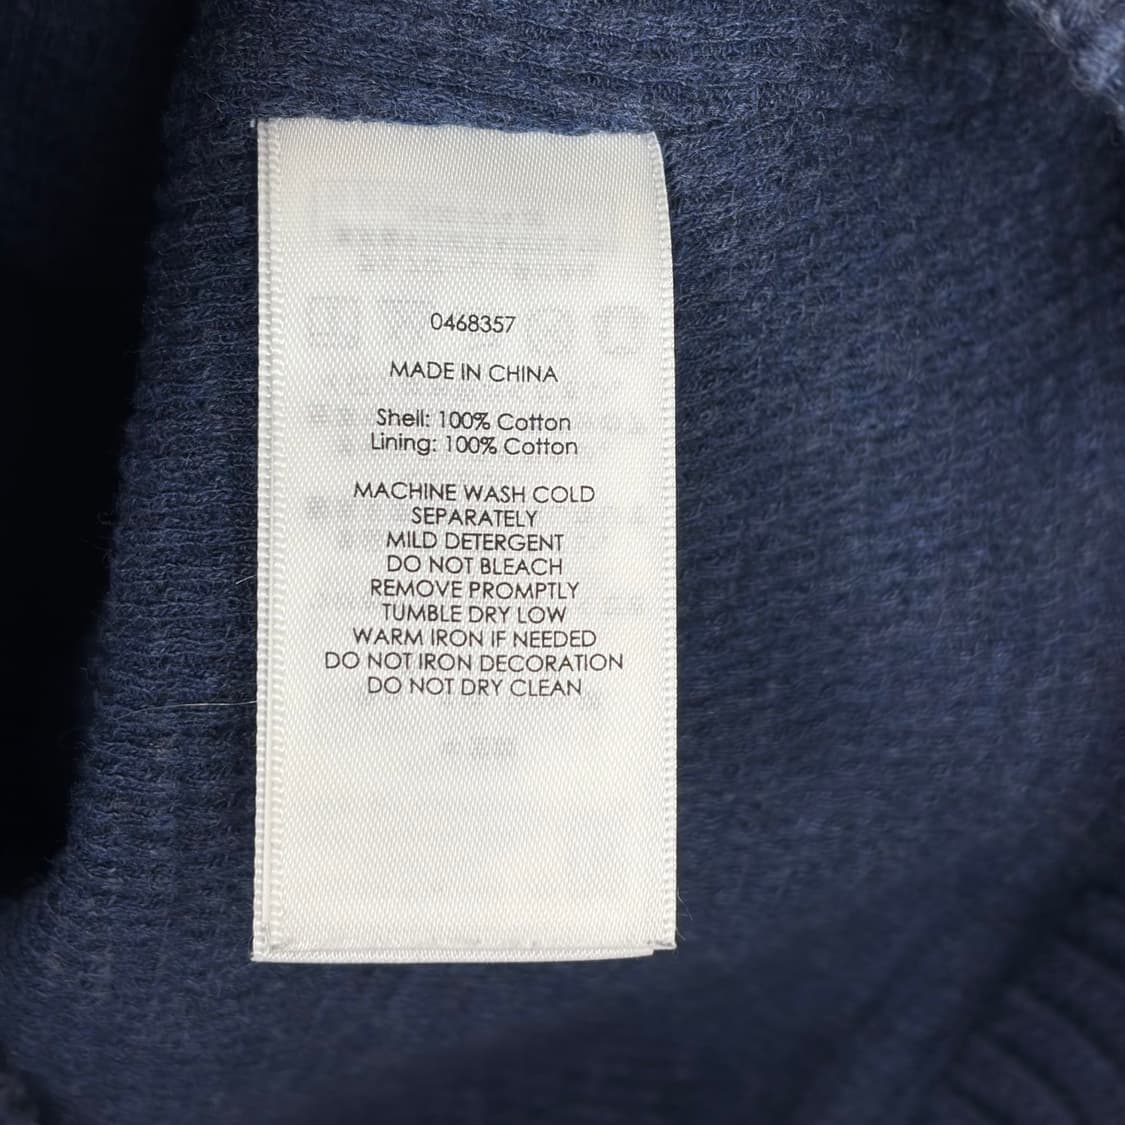 0468357
MADE IN CHINA
Shell: 100% Cotton
Lining: 100% Cotton
MACHINE WASH COLD
SEPARATELY
MILD DETERGENT
DO NOT BLEACH
REMOVE PROMPTLY
TUMBLE DRY LOW
WARM IRON IF NEEDED
DO NOT IRON DECORATION
DO NOT DRY CLEAN